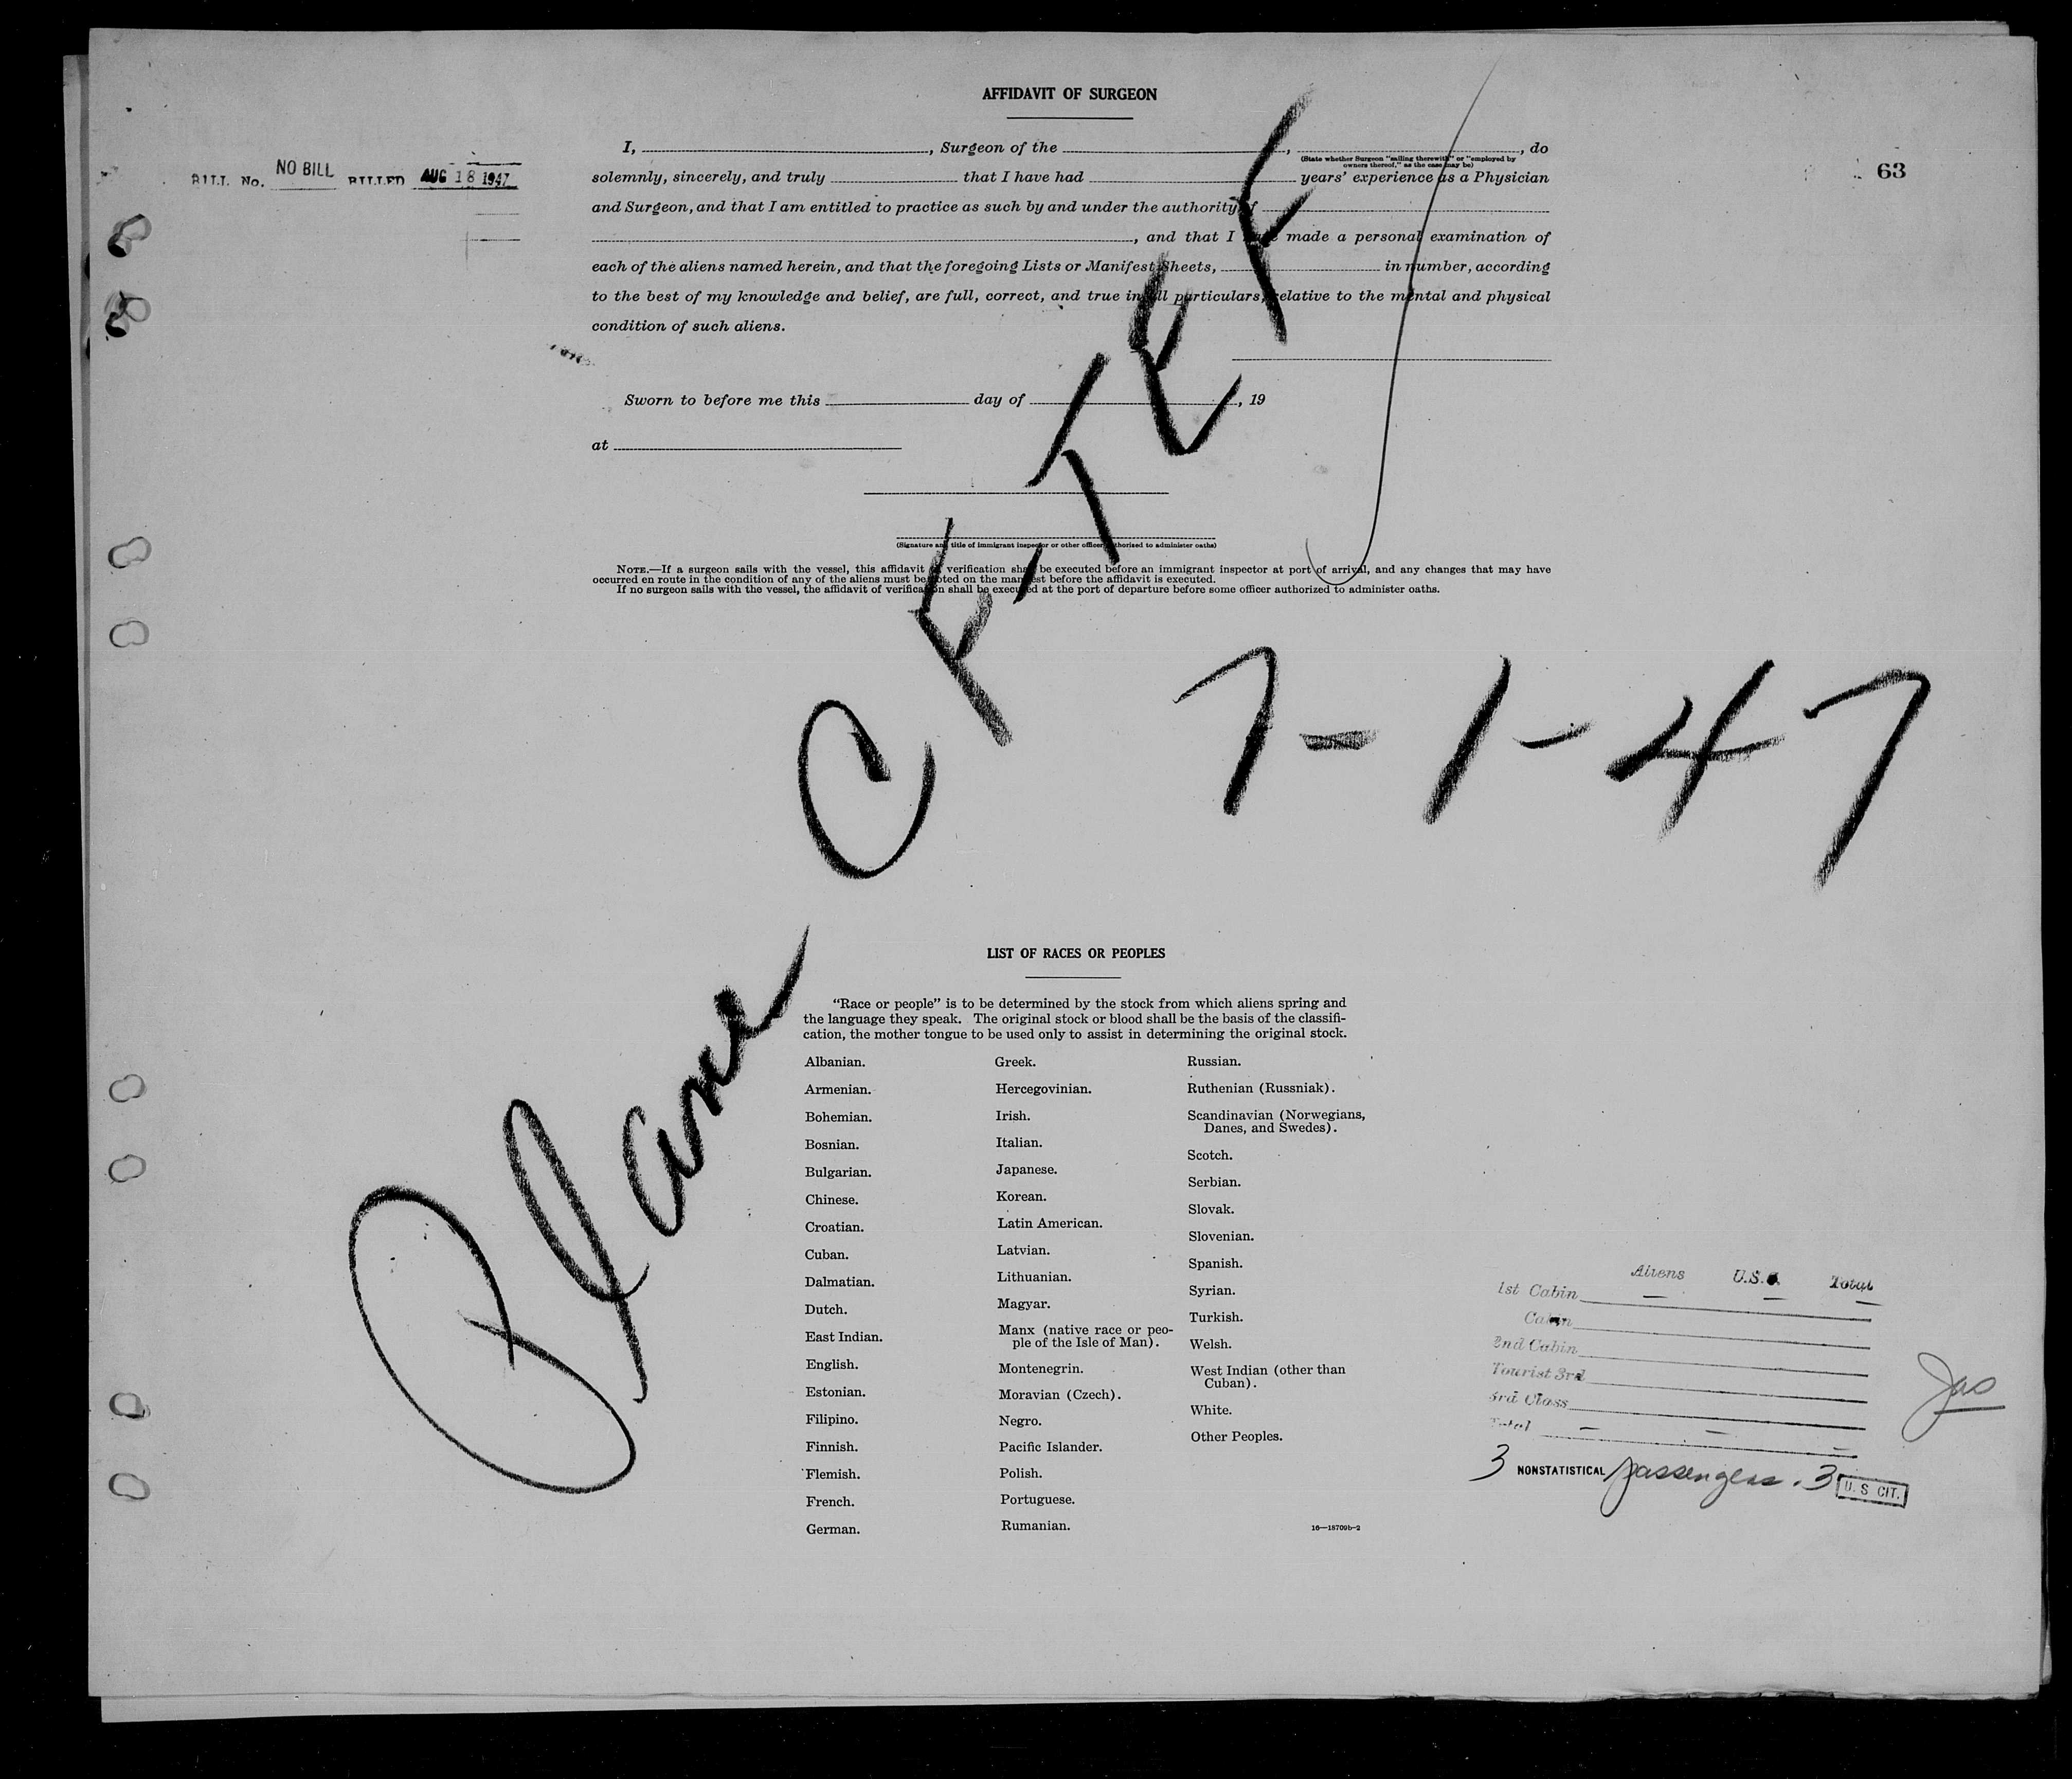 AFFIDAVIT OF SURGEON
BILL No. NO BILL BILLED AUG 18 1947
63
I, , Surgeon of the , , do
(State whether Surgeon "sailing therewith" or "employed by
owners thereof," as the case may be)
solemnly, sincerely, and truly that I have had years' experience as a Physician
and Surgeon, and that I am entitled to practice as such by and under the authority of
, and that I have made a personal examination of
each of the aliens named herein, and that the foregoing Lists or Manifest Sheets, in number, according
to the best of my knowledge and belief, are full, correct, and true in all particulars, relative to the mental and physical
condition of such aliens.
Sworn to before me this day of , 19
at
(Signature and title of immigrant inspector or other officer authorized to administer oaths)
NOTE.—If a surgeon sails with the vessel, this affidavit of verification shall be executed before an immigrant inspector at port of arrival, and any changes that may have
occurred en route in the condition of any of the aliens must be noted on the manifest before the affidavit is executed.
If no surgeon sails with the vessel, the affidavit of verification shall be executed at the port of departure before some officer authorized to administer oaths.
Plane CF-TEF
7-1-47
LIST OF RACES OR PEOPLES
"Race or people" is to be determined by the stock from which aliens spring and
the language they speak. The original stock or blood shall be the basis of the classifi-
cation, the mother tongue to be used only to assist in determining the original stock.
Albanian.
Armenian.
Bohemian.
Bosnian.
Bulgarian.
Chinese.
Croatian.
Cuban.
Dalmatian.
Dutch.
East Indian.
English.
Estonian.
Filipino.
Finnish.
Flemish.
French.
German.
Greek.
Hercegovinian.
Irish.
Italian.
Japanese.
Korean.
Latin American.
Latvian.
Lithuanian.
Magyar.
Manx (native race or peo-
ple of the Isle of Man).
Montenegrin.
Moravian (Czech).
Negro.
Pacific Islander.
Polish.
Portuguese.
Rumanian.
Russian.
Ruthenian (Russniak).
Scandinavian (Norwegians,
Danes, and Swedes).
Scotch.
Serbian.
Slovak.
Slovenian.
Spanish.
Syrian.
Turkish.
Welsh.
West Indian (other than
Cuban).
White.
Other Peoples.
16—18709b-2
Aliens U.S. Total
1st Cabin — — —
Cabin
2nd Cabin
Tourist 3rd
3rd Class
Total — — —
3 NONSTATISTICAL passengers. 3 U. S CIT.